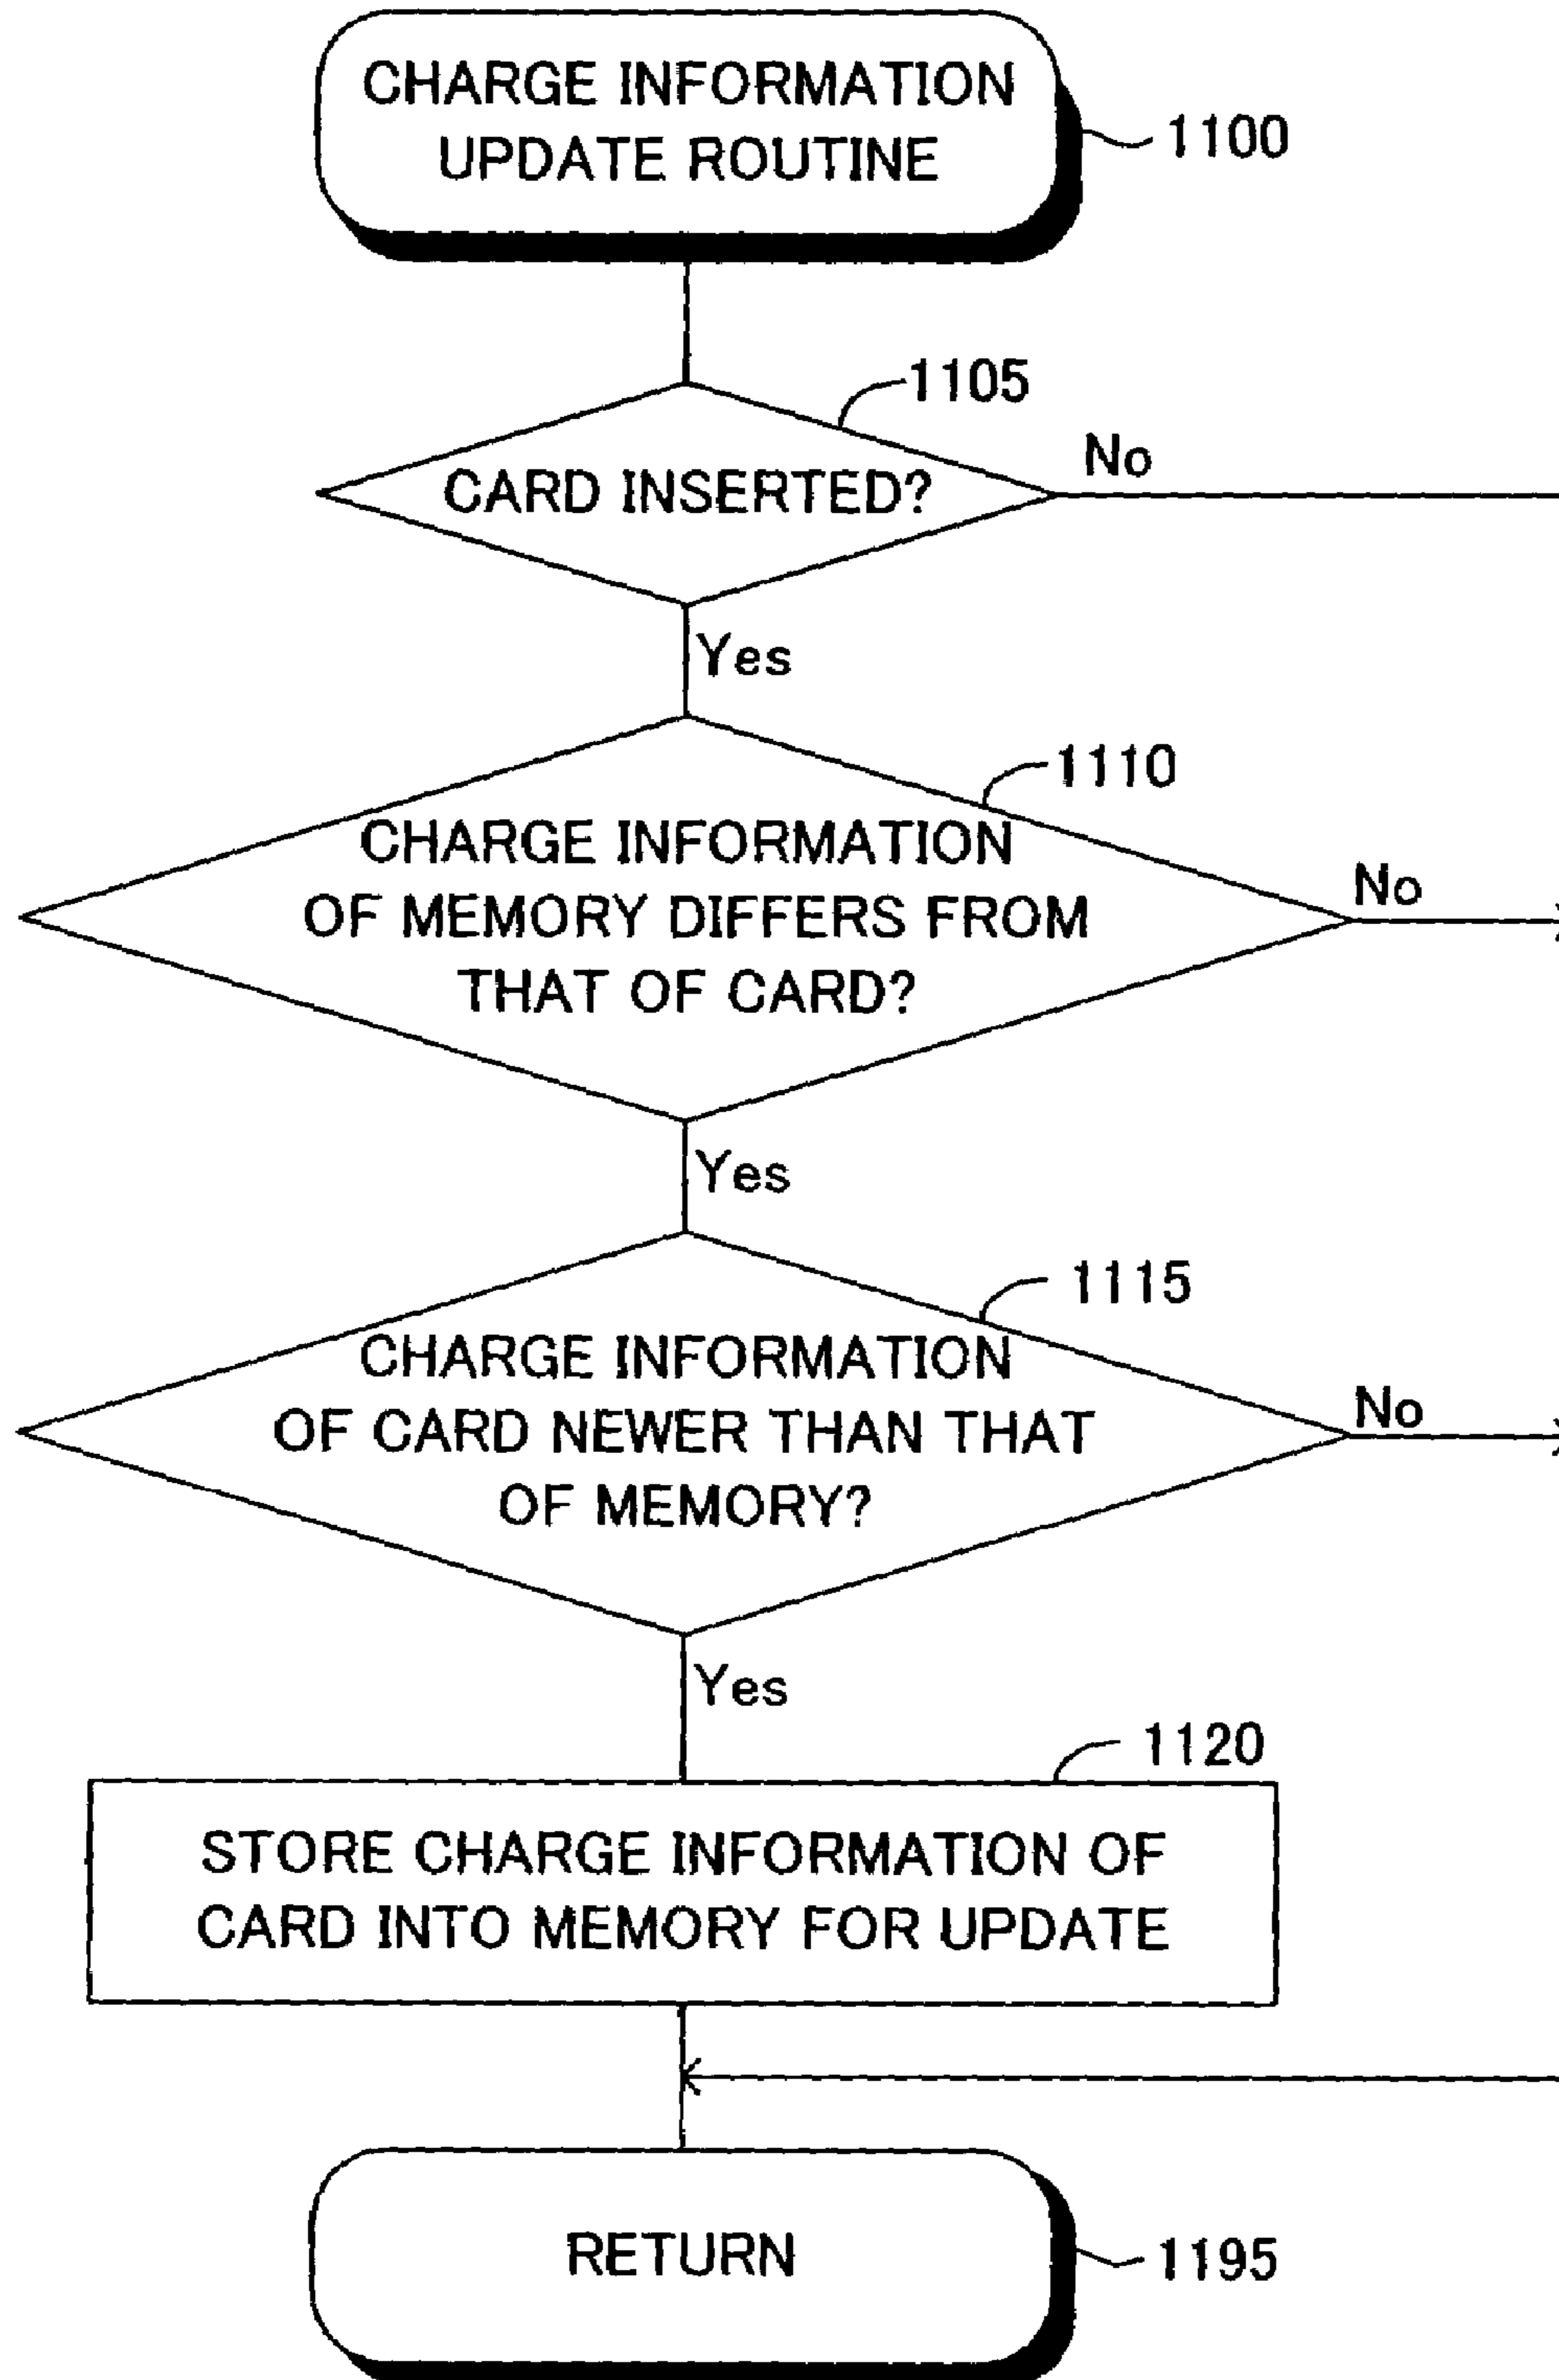 CHARGE INFORMATION
UPDATE ROUTINE
1100
1105
CARD INSERTED?
No
Yes
1110
CHARGE INFORMATION
OF MEMORY DIFFERS FROM
THAT OF CARD?
No
Yes
1115
CHARGE INFORMATION
OF CARD NEWER THAN THAT
OF MEMORY?
No
Yes
1120
STORE CHARGE INFORMATION OF
CARD INTO MEMORY FOR UPDATE
RETURN
1195